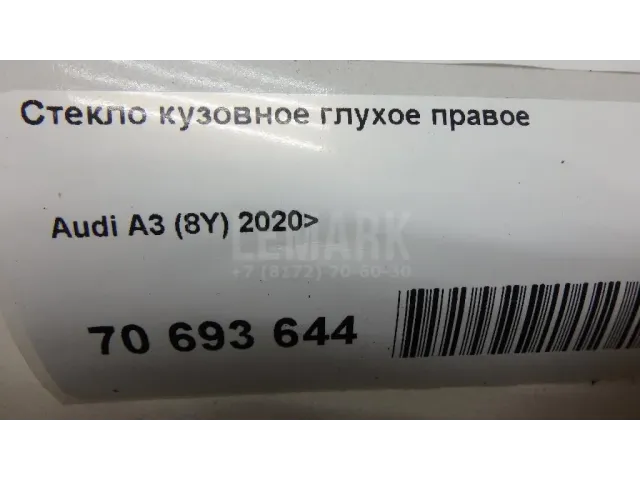 Стекло кузовное глухое правое
Audi A3 (8Y) 2020>
LEMARK
+7 (8172) 70-60-30
70 693 644